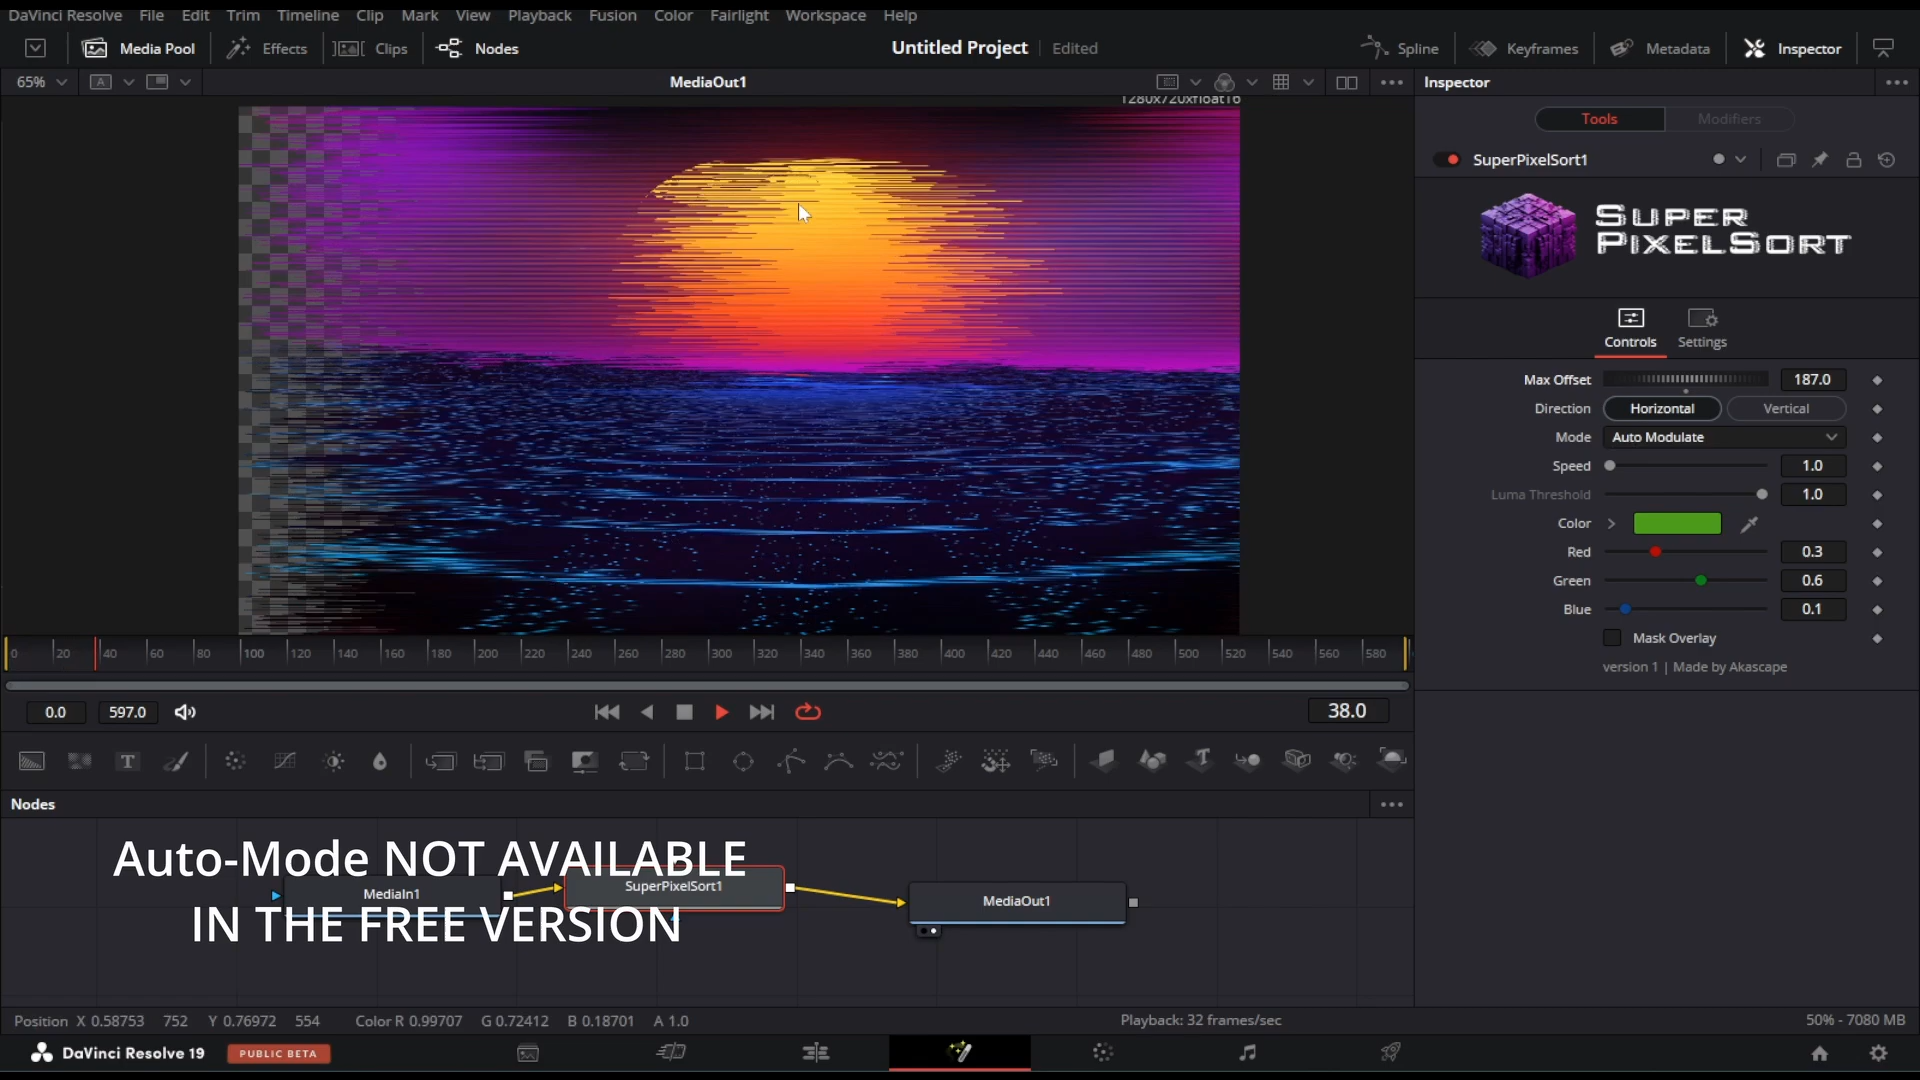 DaVinci Resolve File Edit Trim Timeline Clip Mark View Playback Fusion Color Fairlight Workspace Help
Media Pool Effects Clips Nodes Untitled Project Edited Spline Keyframes Metadata Inspector
65% A MediaOut1 Inspector
1280x720xfloat16
Tools Modifiers
SuperPixelSort1
SUPER
PIXELSORT
Controls Settings
Max Offset 187.0
Direction Horizontal Vertical
Mode Auto Modulate
Speed 1.0
Luma Threshold 1.0
Color
Red 0.3
Green 0.6
Blue 0.1
Mask Overlay
version 1 | Made by Akascape
0 20 40 60 80 100 120 140 160 180 200 220 240 260 280 300 320 340 360 380 400 420 440 460 480 500 520 540 560 580
0.0 597.0 38.0
T T
Nodes
Auto-Mode NOT AVAILABLE
IN THE FREE VERSION
MediaIn1 SuperPixelSort1 MediaOut1
Position X 0.58753 752 Y 0.76972 554 Color R 0.99707 G 0.72412 B 0.18701 A 1.0 Playback: 32 frames/sec 50% - 7080 MB
DaVinci Resolve 19 PUBLIC BETA